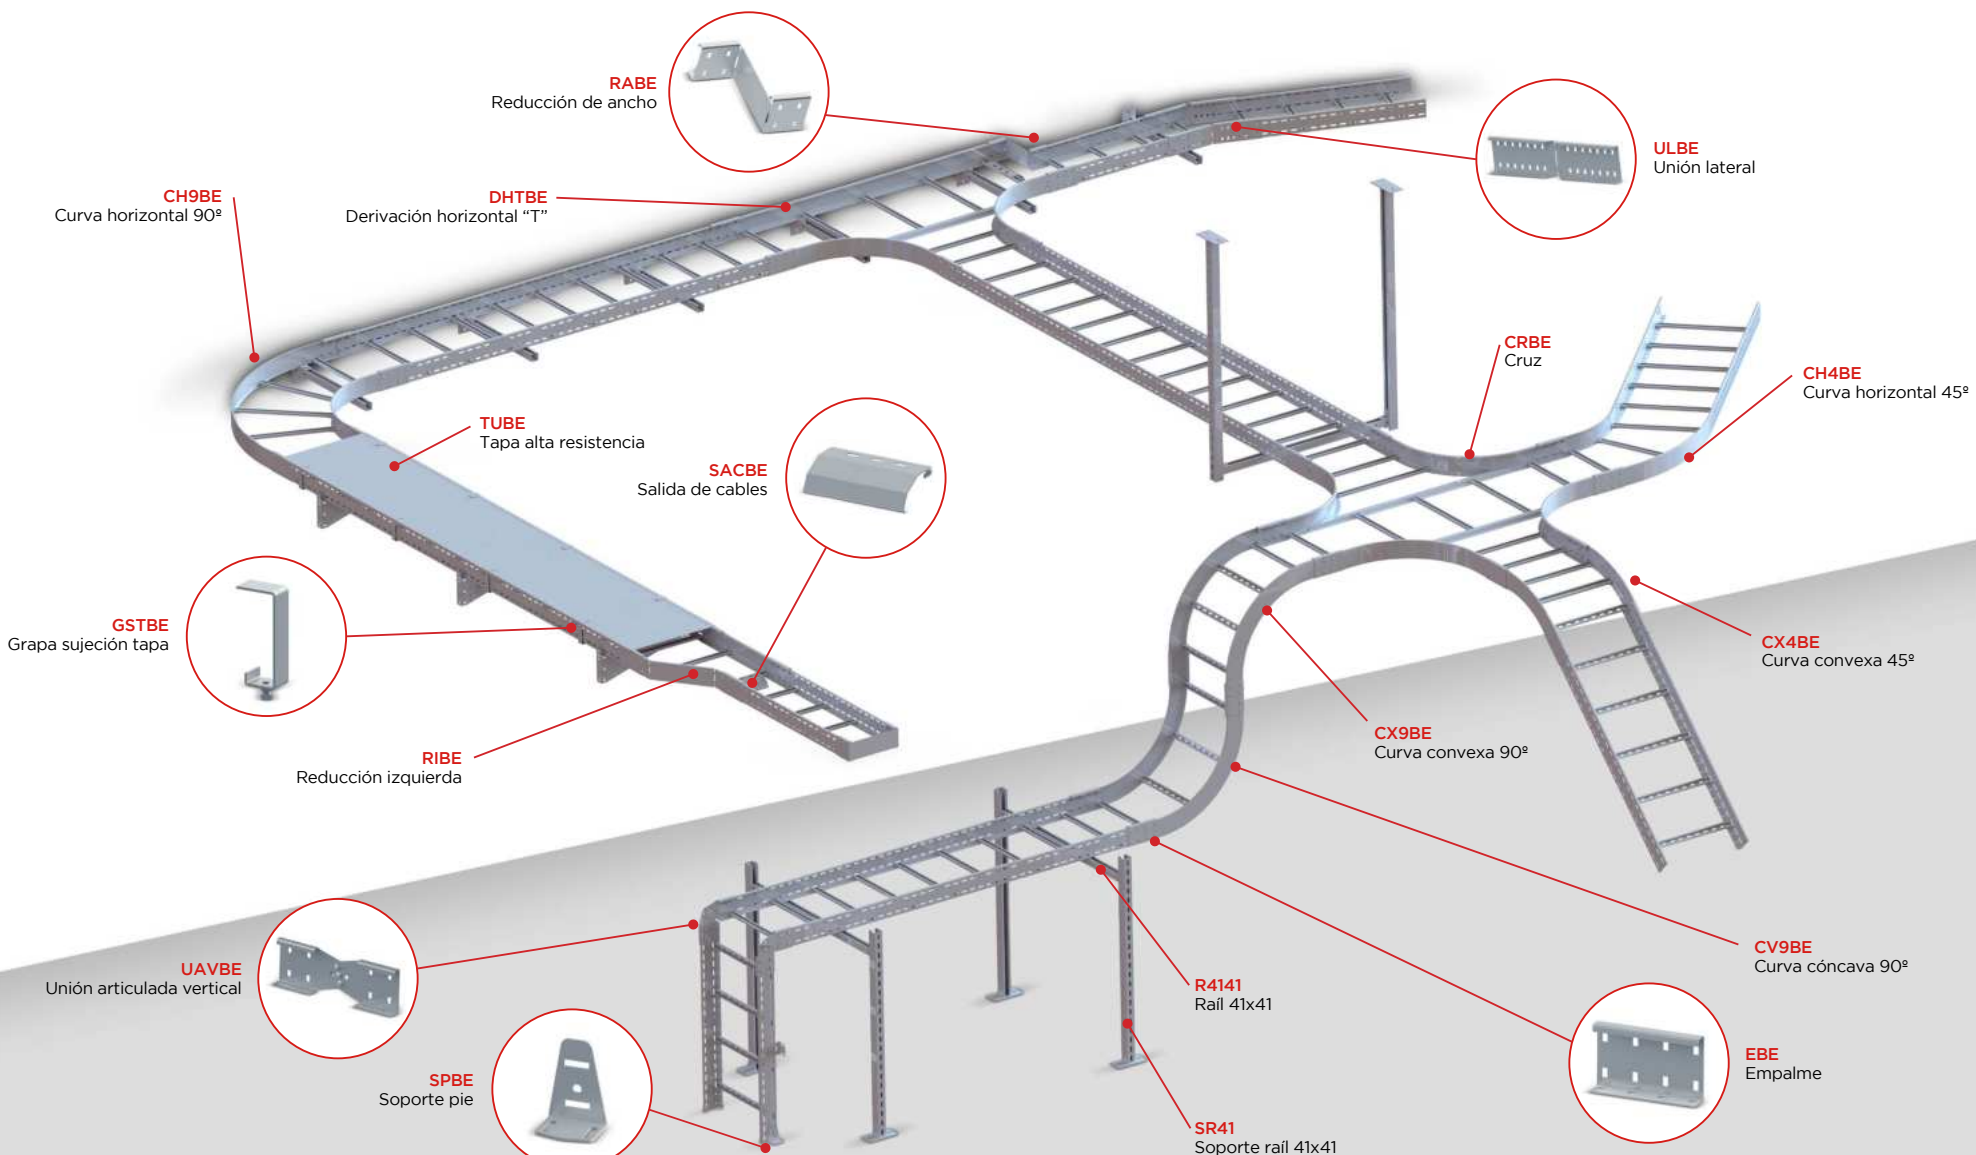 RABE
Reducción de ancho
ULBE
Unión lateral
CH9BE
Curva horizontal 90º
DHTBE
Derivación horizontal “T”
CRBE
Cruz
CH4BE
Curva horizontal 45º
TUBE
Tapa alta resistencia
SACBE
Salida de cables
GSTBE
Grapa sujeción tapa
CX4BE
Curva convexa 45º
CX9BE
Curva convexa 90º
RIBE
Reducción izquierda
CV9BE
Curva cóncava 90º
UAVBE
Unión articulada vertical
R4141
Raíl 41x41
EBE
Empalme
SPBE
Soporte pie
SR41
Soporte raíl 41x41